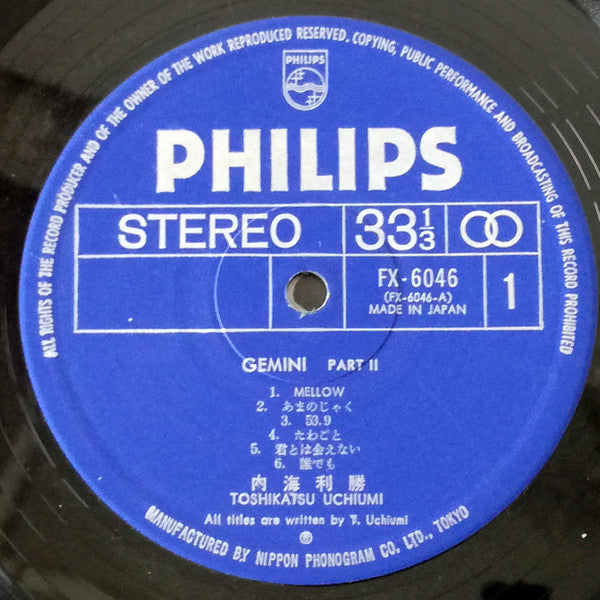 ALL RIGHTS OF THE RECORD PRODUCER AND OF THE OWNER OF THE WORK REPRODUCED RESERVED. COPYING, PUBLIC PERFORMANCE AND BROADCASTING OF THIS RECORD PROHIBITED
PHILIPS
PHILIPS
STEREO
33 1/3
FX-6046
(FX-6046-A)
MADE IN JAPAN
1
GEMINI PART II
1. MELLOW
2. あまのじゃく
3. 53.9
4. たわごと
5. 君とは会えない
6. 誰でも
内海利勝
TOSHIKATSU UCHIUMI
All titles are written by T. Uchiumi
Ⓟ
MANUFACTURED BY NIPPON PHONOGRAM CO. LTD., TOKYO